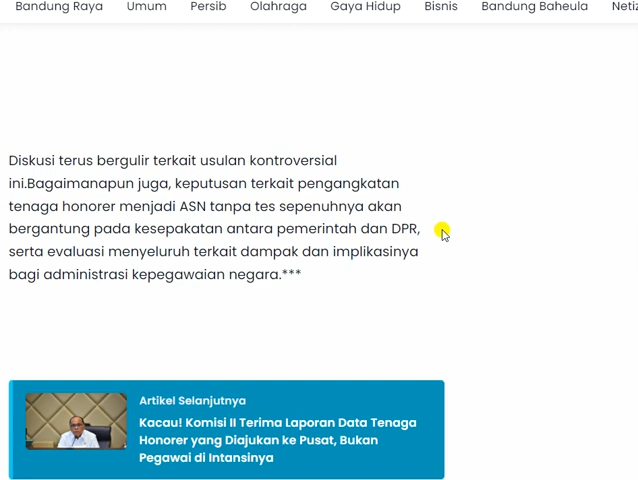 Bandung Raya Umum Persib Olahraga Gaya Hidup Bisnis Bandung Baheula
Diskusi terus bergulir terkait usulan kontroversial
ini.Bagaimanapun juga, keputusan terkait pengangkatan
tenaga honorer menjadi ASN tanpa tes sepenuhnya akan
bergantung pada kesepakatan antara pemerintah dan DPR,
serta evaluasi menyeluruh terkait dampak dan implikasinya
bagi administrasi kepegawaian negara.***
Artikel Selanjutnya
Kacau! Komisi II Terima Laporan Data Tenaga
Honorer yang Diajukan ke Pusat, Bukan
Pegawai di Intansinya